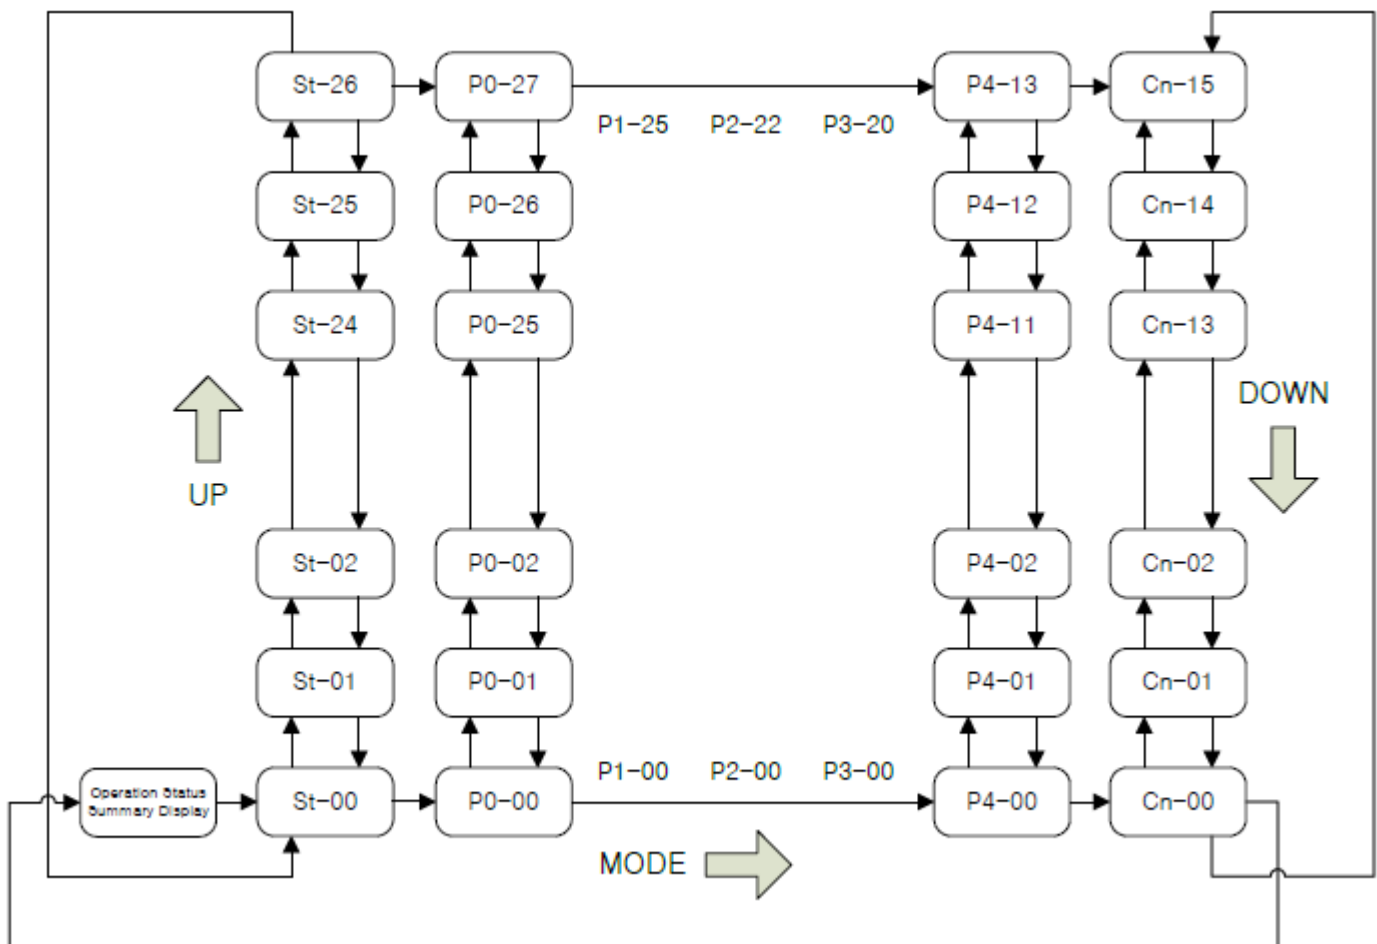 St-26 P0-27 P4-13 Cn-15
P1-25 P2-22 P3-20
St-25 P0-26 P4-12 Cn-14
St-24 P0-25 P4-11 Cn-13
DOWN
UP
St-02 P0-02 P4-02 Cn-02
St-01 P0-01 P4-01 Cn-01
P1-00 P2-00 P3-00
Operation Status
Summary Display
St-00 P0-00 P4-00 Cn-00
MODE